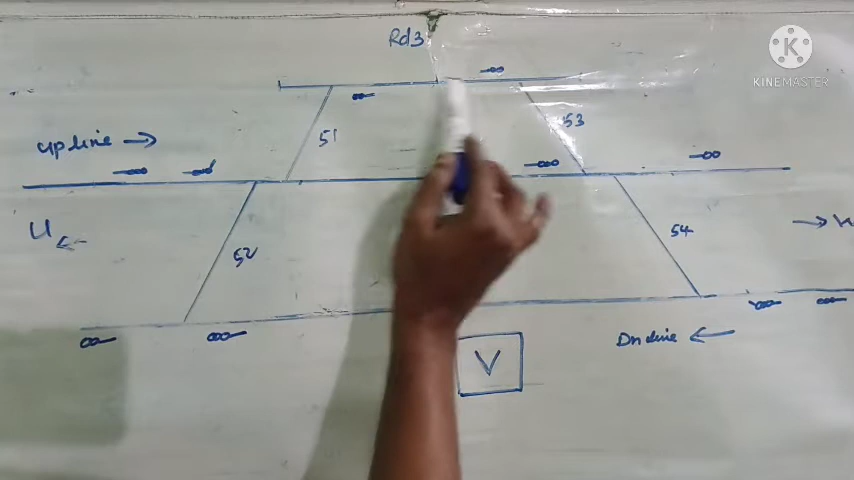 Rd3
K
KINEMASTER
53
51
up line →
54
U ←
52
Dn line ←
V